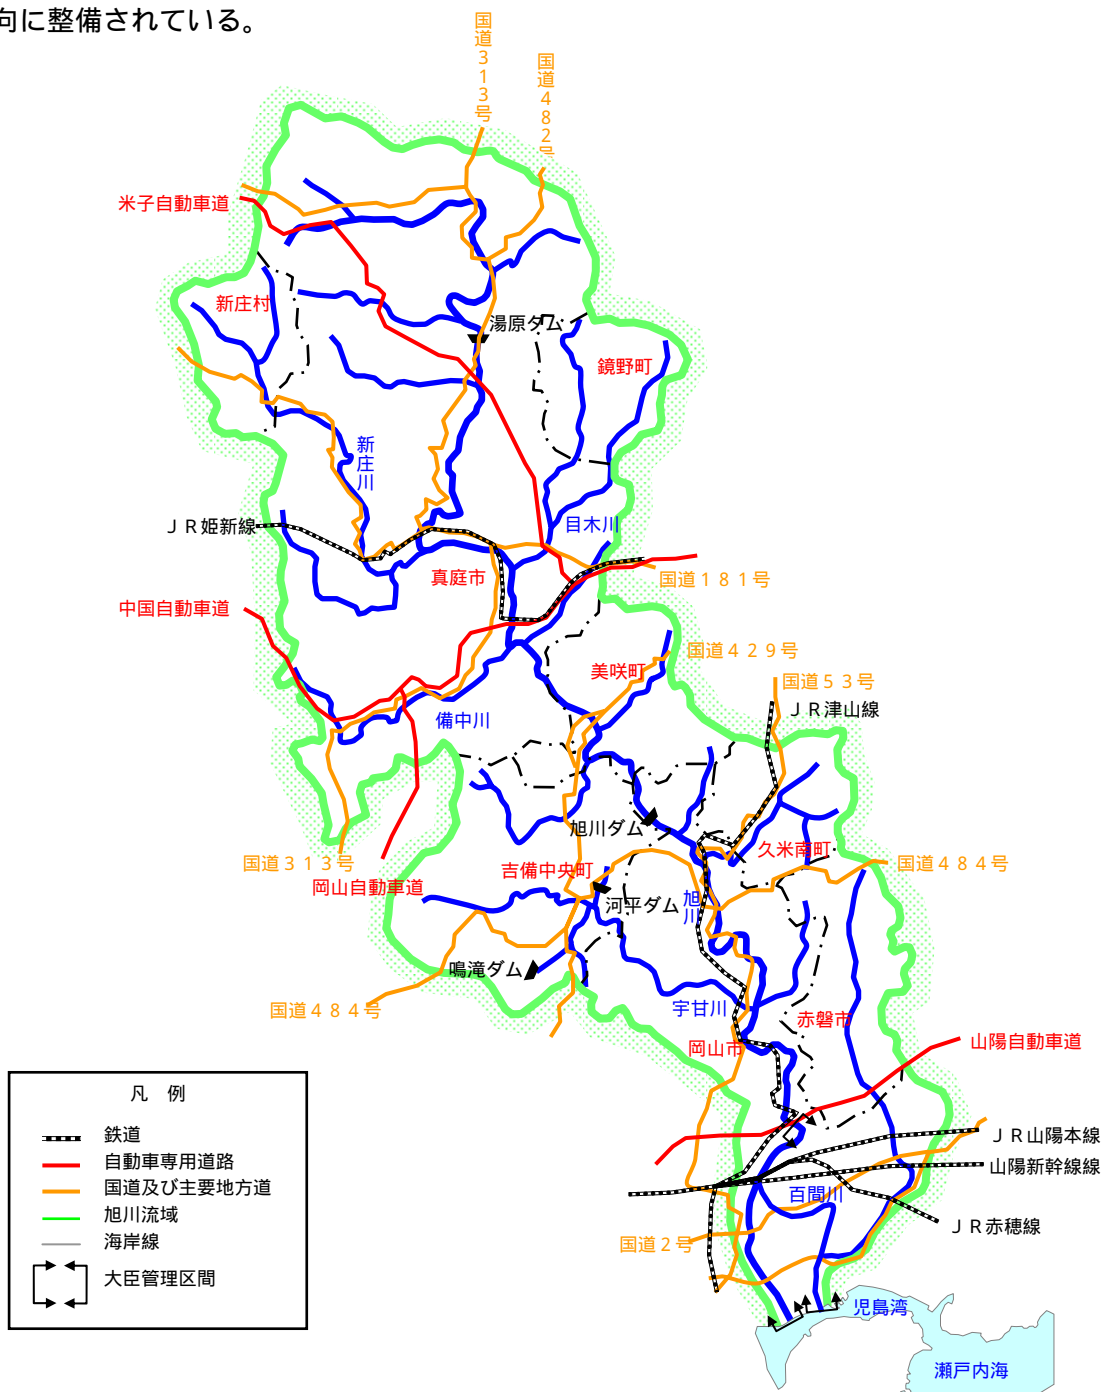 向に整備されている。
国道313号
国道482号
米子自動車道
新庄村
湯原ダム
鏡野町
新庄川
ＪＲ姫新線
目木川
真庭市
国道１８１号
中国自動車道
国道４２９号
美咲町
国道５３号
ＪＲ津山線
備中川
旭川ダム
久米南町
国道３１３号
吉備中央町
国道４８４号
岡山自動車道
河平ダム
旭川
鳴滝ダム
国道４８４号
宇甘川
赤磐市
岡山市
山陽自動車道
凡　例
鉄道
自動車専用道路
国道及び主要地方道
旭川流域
海岸線
大臣管理区間
ＪＲ山陽本線
山陽新幹線線
百間川
ＪＲ赤穂線
国道２号
児島湾
瀬戸内海